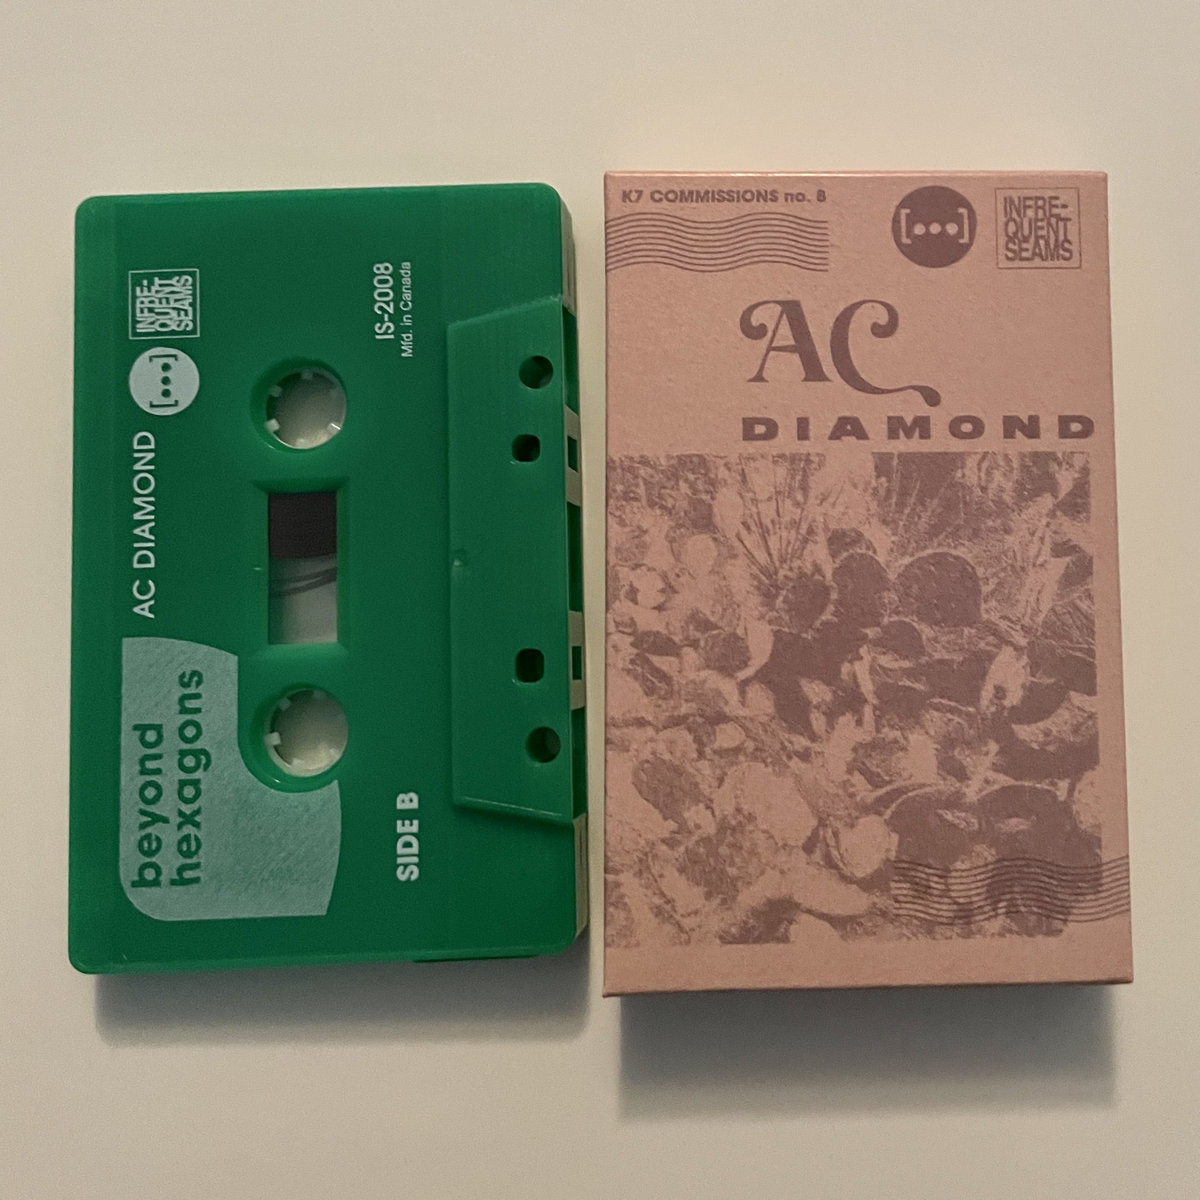 INFRE-
QUENT
SEAMS
[...]
AC DIAMOND
beyond
hexagons
IS-2008
Mfd. in Canada
SIDE B
K7 COMMISSIONS no. 8
[...]
INFRE-
QUENT
SEAMS
AC
DIAMOND